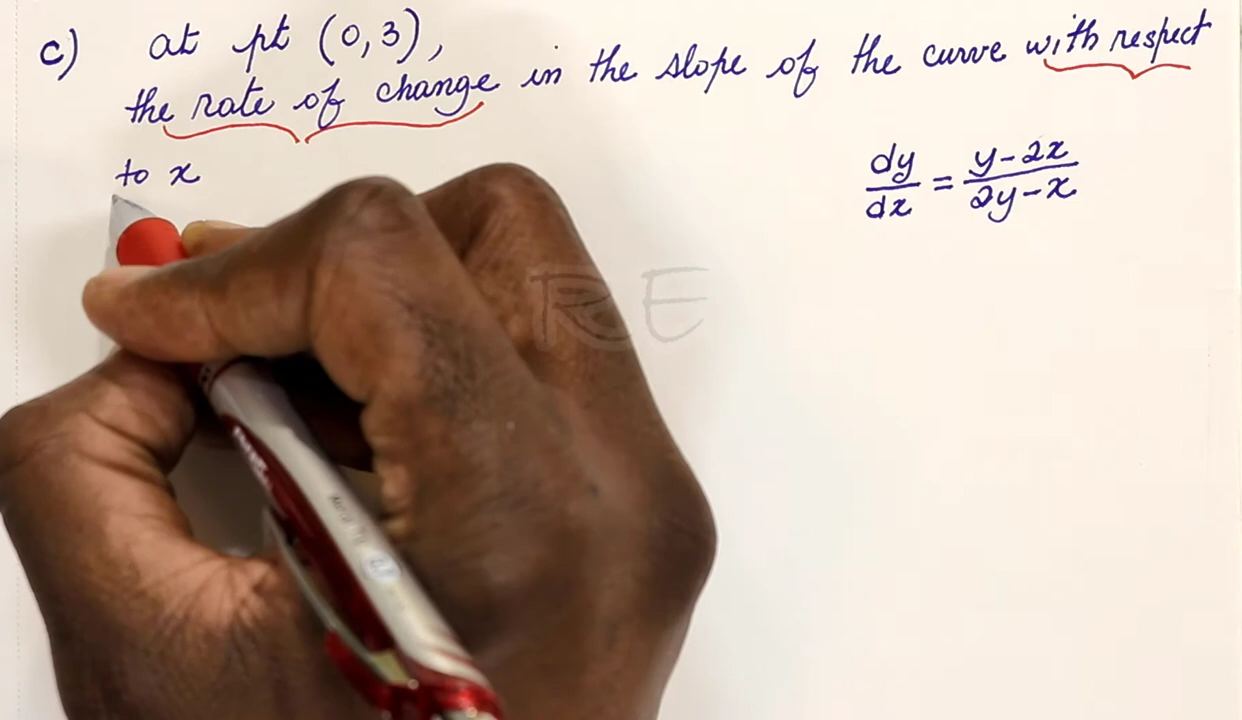 c) at pt (0,3),
the rate of change in the slope of the curve with respect
to x
dy/dx = y-2x/2y-x
RE